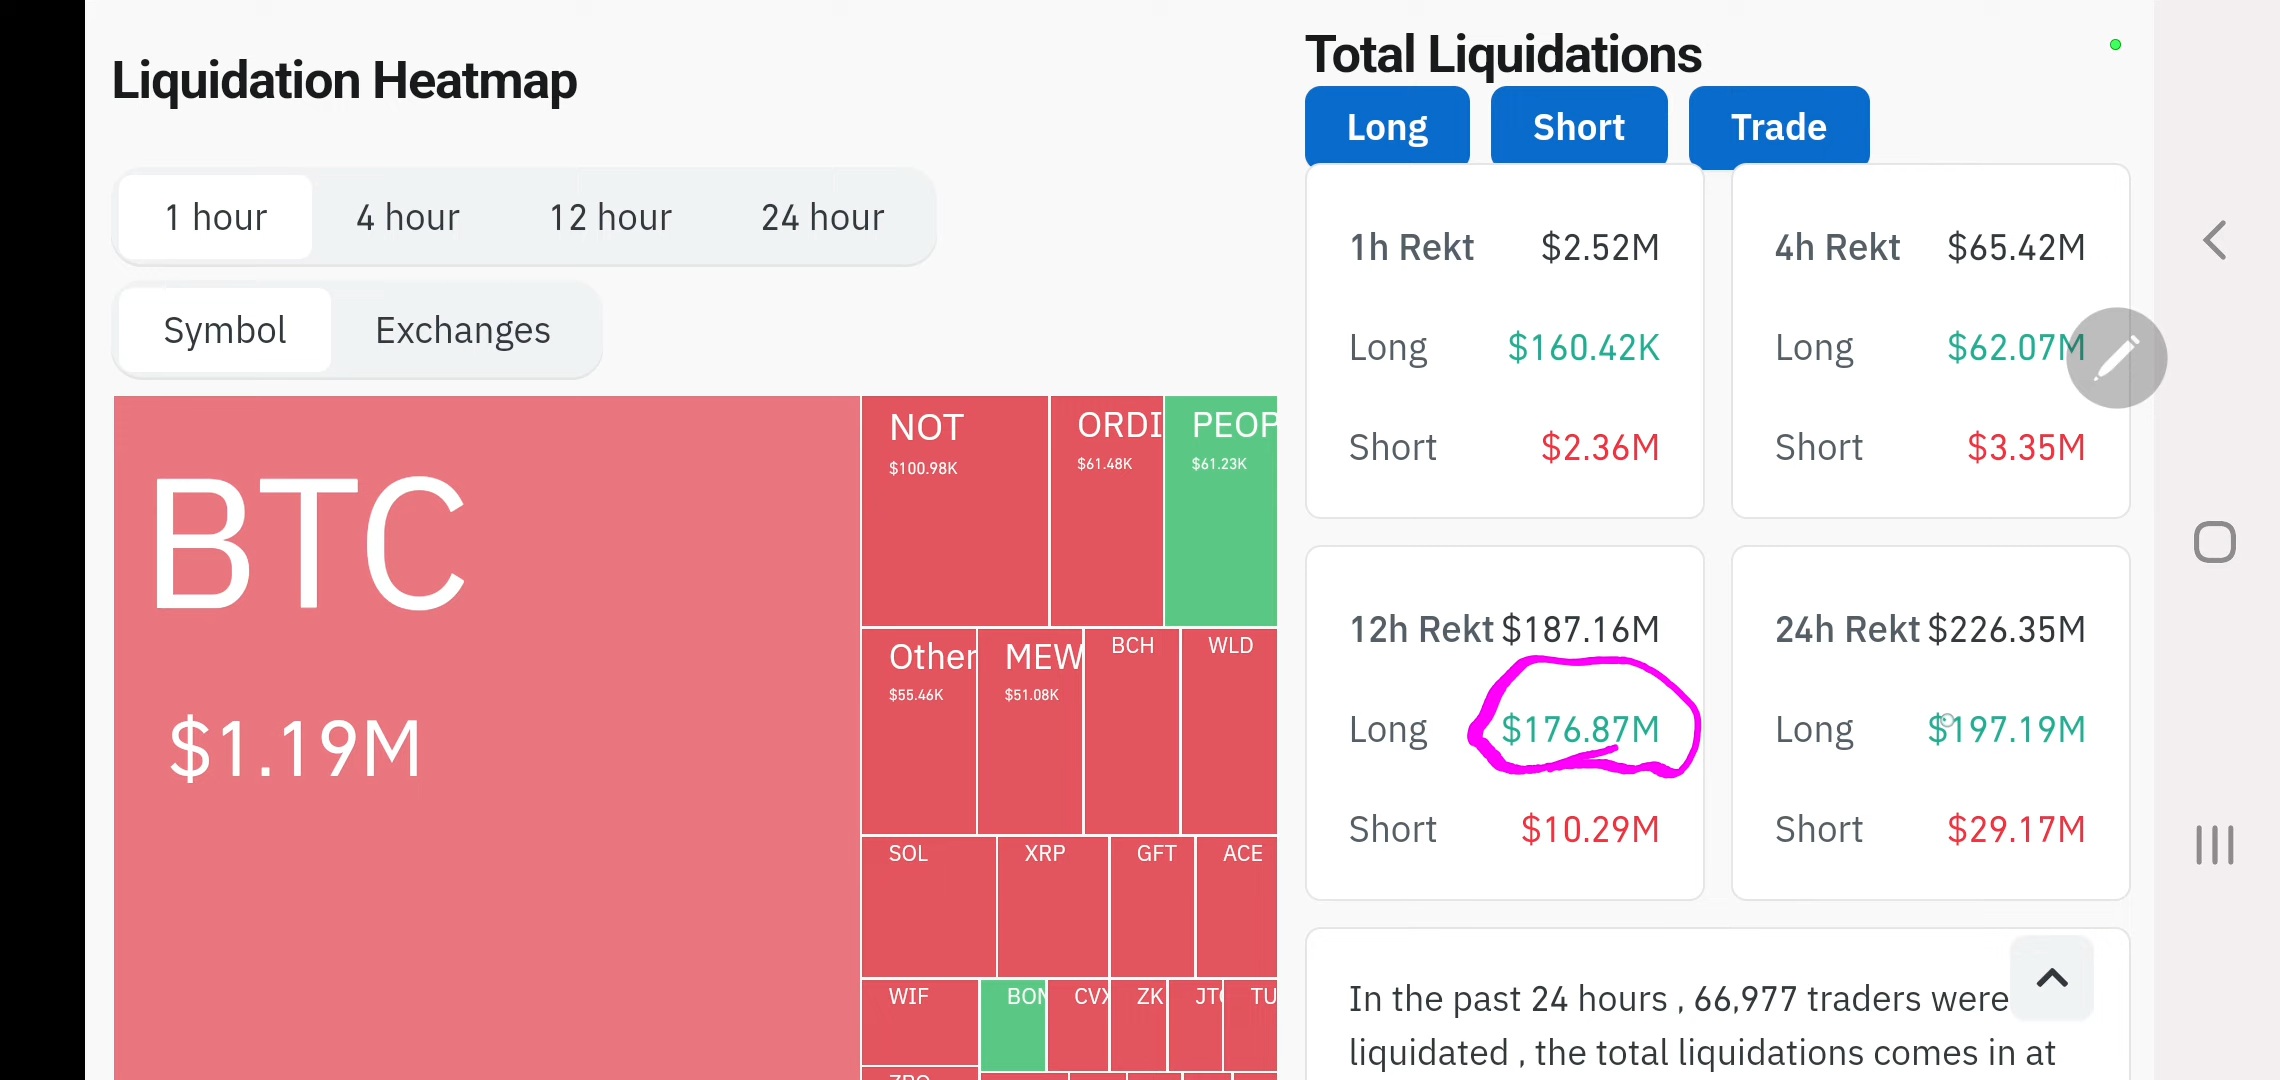 Liquidation Heatmap
1 hour 4 hour 12 hour 24 hour
Symbol Exchanges
BTC
$1.19M
NOT
$100.98K
ORDI
$61.48K
PEOP
$61.23K
Other
$55.46K
MEW
$51.08K
BCH
WLD
SOL
XRP
GFT
ACE
WIF
BON
CVX
ZK
JTO
TU
Total Liquidations
Long Short Trade
1h Rekt $2.52M
Long $160.42K
Short $2.36M
4h Rekt $65.42M
Long $62.07M
Short $3.35M
12h Rekt $187.16M
Long $176.87M
Short $10.29M
24h Rekt $226.35M
Long $197.19M
Short $29.17M
In the past 24 hours , 66,977 traders were
liquidated , the total liquidations comes in at